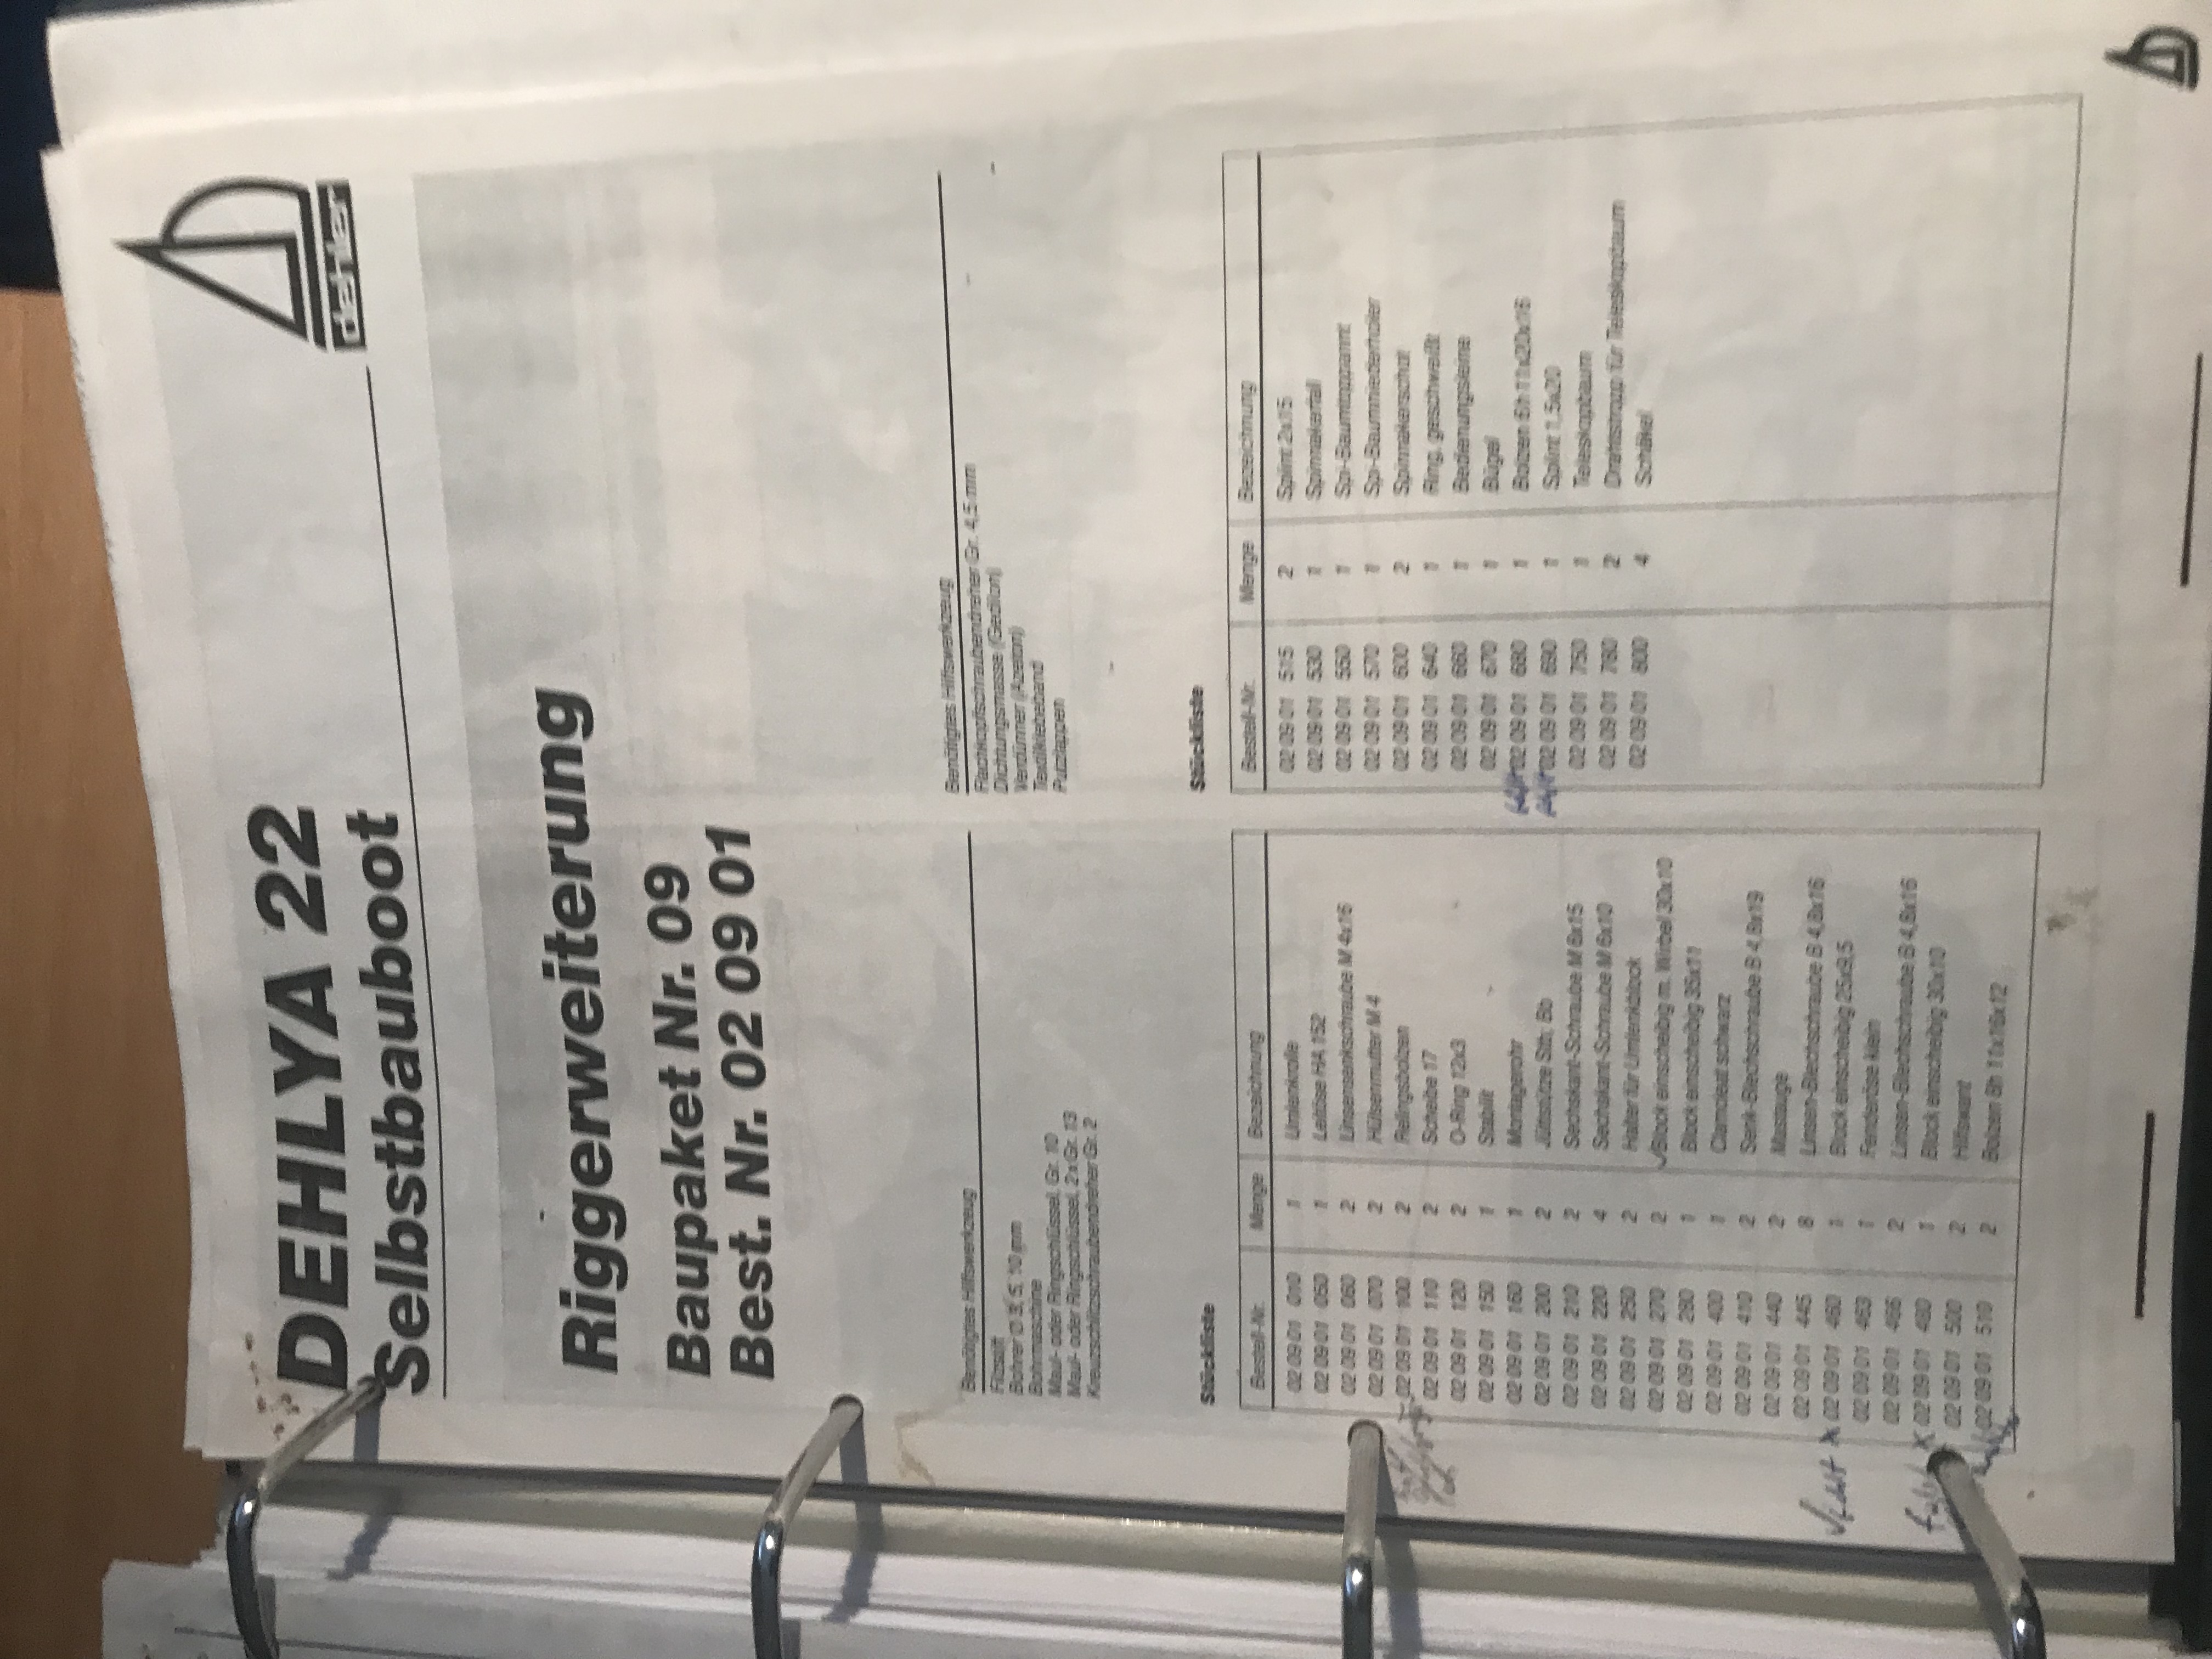 DEHLYA 22
Selbstbauboot
dehler
Riggerweiterung
Baupaket Nr. 09
Best. Nr. 02 09 01
Benötigtes Hilfswerkzeug
Filzstift
Bohrer Ø 3, 5, 10 mm
Bohrmaschine
Maul- oder Ringschlüssel, Gr. 10
Maul- oder Ringschlüssel, 2x Gr. 13
Kreuzschlitzschraubendreher Gr. 2
Benötigtes Hilfswerkzeug
Flachkopfschraubendreher Gr. 4,5 mm
Dichtungsmasse (Gedilon)
Verdünner (Azeton)
Textilklebeband
Putzlappen
Stückliste
Bestell-Nr. Menge Bezeichnung
02 09 01 010 1 Umlenkrolle
02 09 01 050 1 Leitöse HA 152
02 09 01 060 2 Linsensenkschraube M 4x16
02 09 01 070 2 Hülsenmutter M 4
02 09 01 100 2 Relingsbolzen
02 09 01 110 2 Scheibe 17
02 09 01 120 2 O-Ring 12x3
02 09 01 150 1 Stabilit
02 09 01 160 1 Montagerohr
02 09 01 200 2 Jüttstütze Stb; Bb
02 09 01 210 2 Sechskant-Schraube M 6x15
02 09 01 220 4 Sechskant-Schraube M 6x10
02 09 01 250 2 Halter für Umlenkblock
02 09 01 270 2 Block einscheibig m. Wirbel 30x10
02 09 01 280 1 Block einscheibig 35x11
02 09 01 400 1 Clamcleat schwarz
02 09 01 410 2 Senk-Blechschraube B 4,8x19
02 09 01 440 2 Mastauge
02 09 01 445 8 Linsen-Blechschraube B 4,8x16
x 02 09 01 460 1 Block einscheibig 25x9,5
02 09 01 463 1 Fenderöse klein
02 09 01 466 2 Linsen-Blechschraube B 4,8x16
x 02 09 01 480 1 Block einscheibig 30x10
02 09 01 500 2 Hilfswant
02 09 01 510 2 Bolzen 8h 11x16x12
Stückliste
Bestell-Nr. Menge Bezeichnung
02 09 01 515 2 Splint 2x15
02 09 01 530 1 Spinnakerfall
02 09 01 550 1 Spi-Baumtoppnant
02 09 01 570 1 Spi-Baumniederholer
02 09 01 600 2 Spinnakerschot
02 09 01 640 1 Ring, geschweißt
02 09 01 660 1 Bedienungsleine
02 09 01 670 1 Bügel
02 09 01 680 1 Bolzen 6h 11x20x16
02 09 01 690 1 Splint 1,5x20
02 09 01 750 1 Teleskopbaum
02 09 01 780 2 Drahtstropp für Teleskopbaum
02 09 01 800 4 Schäkel